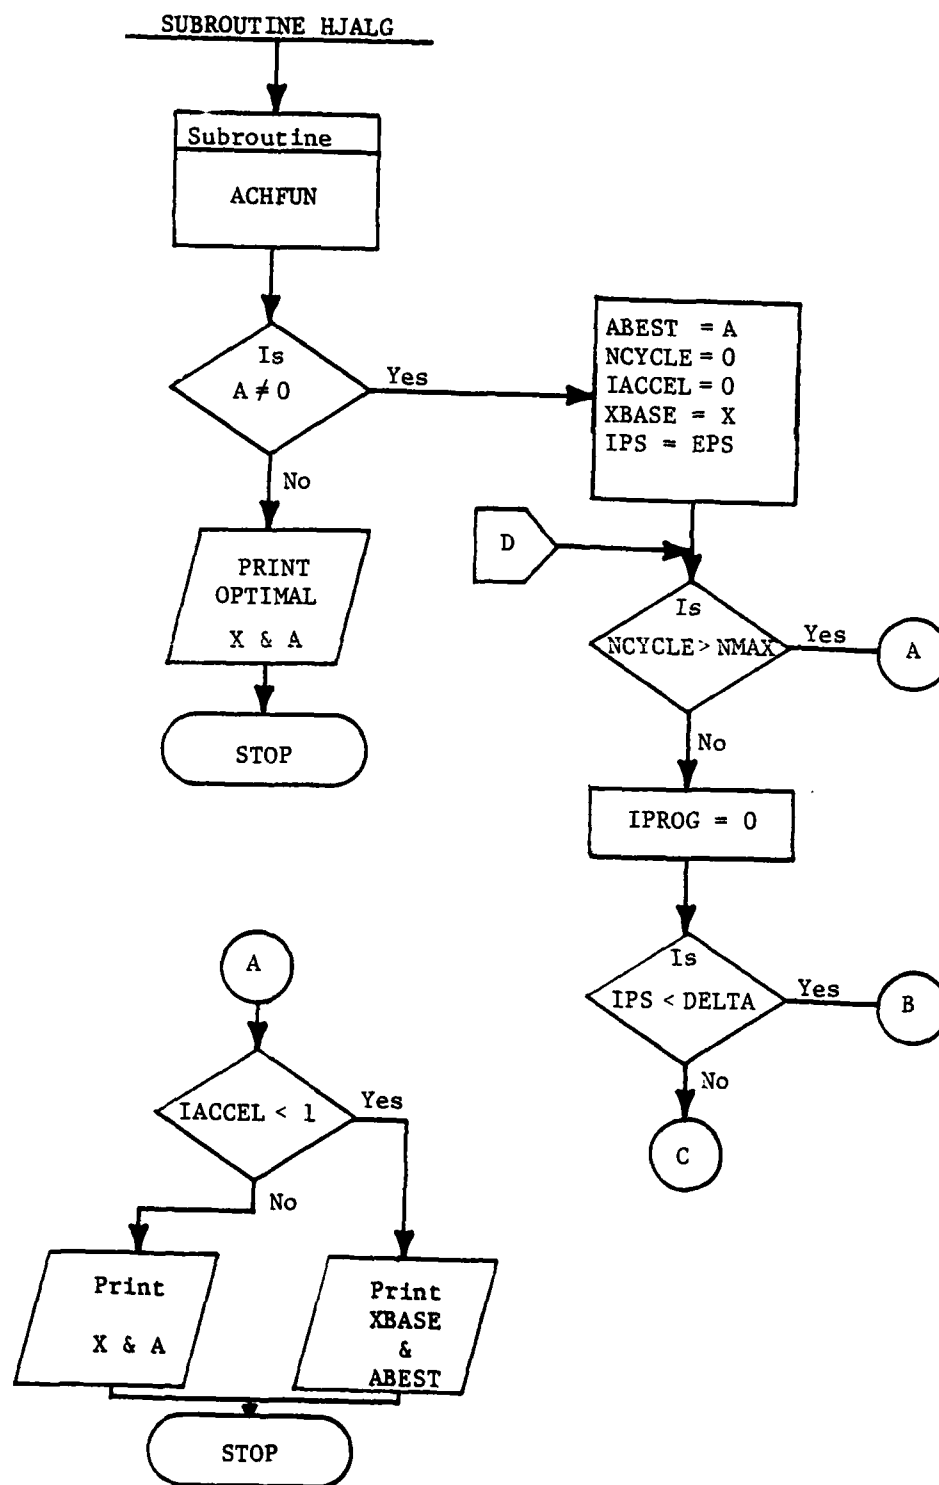 SUBROUTINE HJALG
Subroutine
ACHFUN
Is
A ≠ 0
Yes
No
PRINT
OPTIMAL
X & A
STOP
ABEST = A
NCYCLE = 0
IACCEL = 0
XBASE = X
IPS = EPS
D
Is
NCYCLE > NMAX
Yes
A
No
IPROG = 0
Is
IPS < DELTA
Yes
B
No
C
A
IACCEL < 1
Yes
No
Print
X & A
Print
XBASE
&
ABEST
STOP